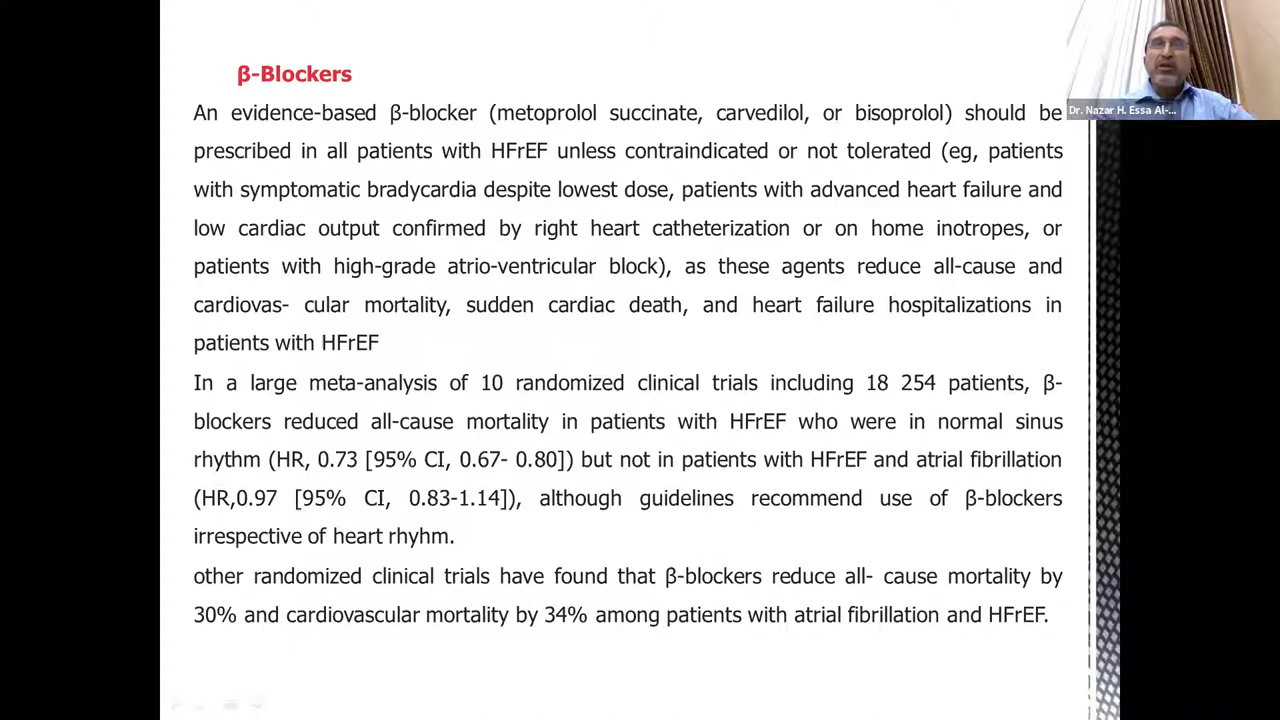 β-Blockers
An evidence-based β-blocker (metoprolol succinate, carvedilol, or bisoprolol) should be
prescribed in all patients with HFrEF unless contraindicated or not tolerated (eg, patients
with symptomatic bradycardia despite lowest dose, patients with advanced heart failure and
low cardiac output confirmed by right heart catheterization or on home inotropes, or
patients with high-grade atrio-ventricular block), as these agents reduce all-cause and
cardiovas- cular mortality, sudden cardiac death, and heart failure hospitalizations in
patients with HFrEF
In a large meta-analysis of 10 randomized clinical trials including 18 254 patients, β-
blockers reduced all-cause mortality in patients with HFrEF who were in normal sinus
rhythm (HR, 0.73 [95% CI, 0.67- 0.80]) but not in patients with HFrEF and atrial fibrillation
(HR,0.97 [95% CI, 0.83-1.14]), although guidelines recommend use of β-blockers
irrespective of heart rhyhm.
other randomized clinical trials have found that β-blockers reduce all- cause mortality by
30% and cardiovascular mortality by 34% among patients with atrial fibrillation and HFrEF.
Dr. Nazar H. Essa Al-...